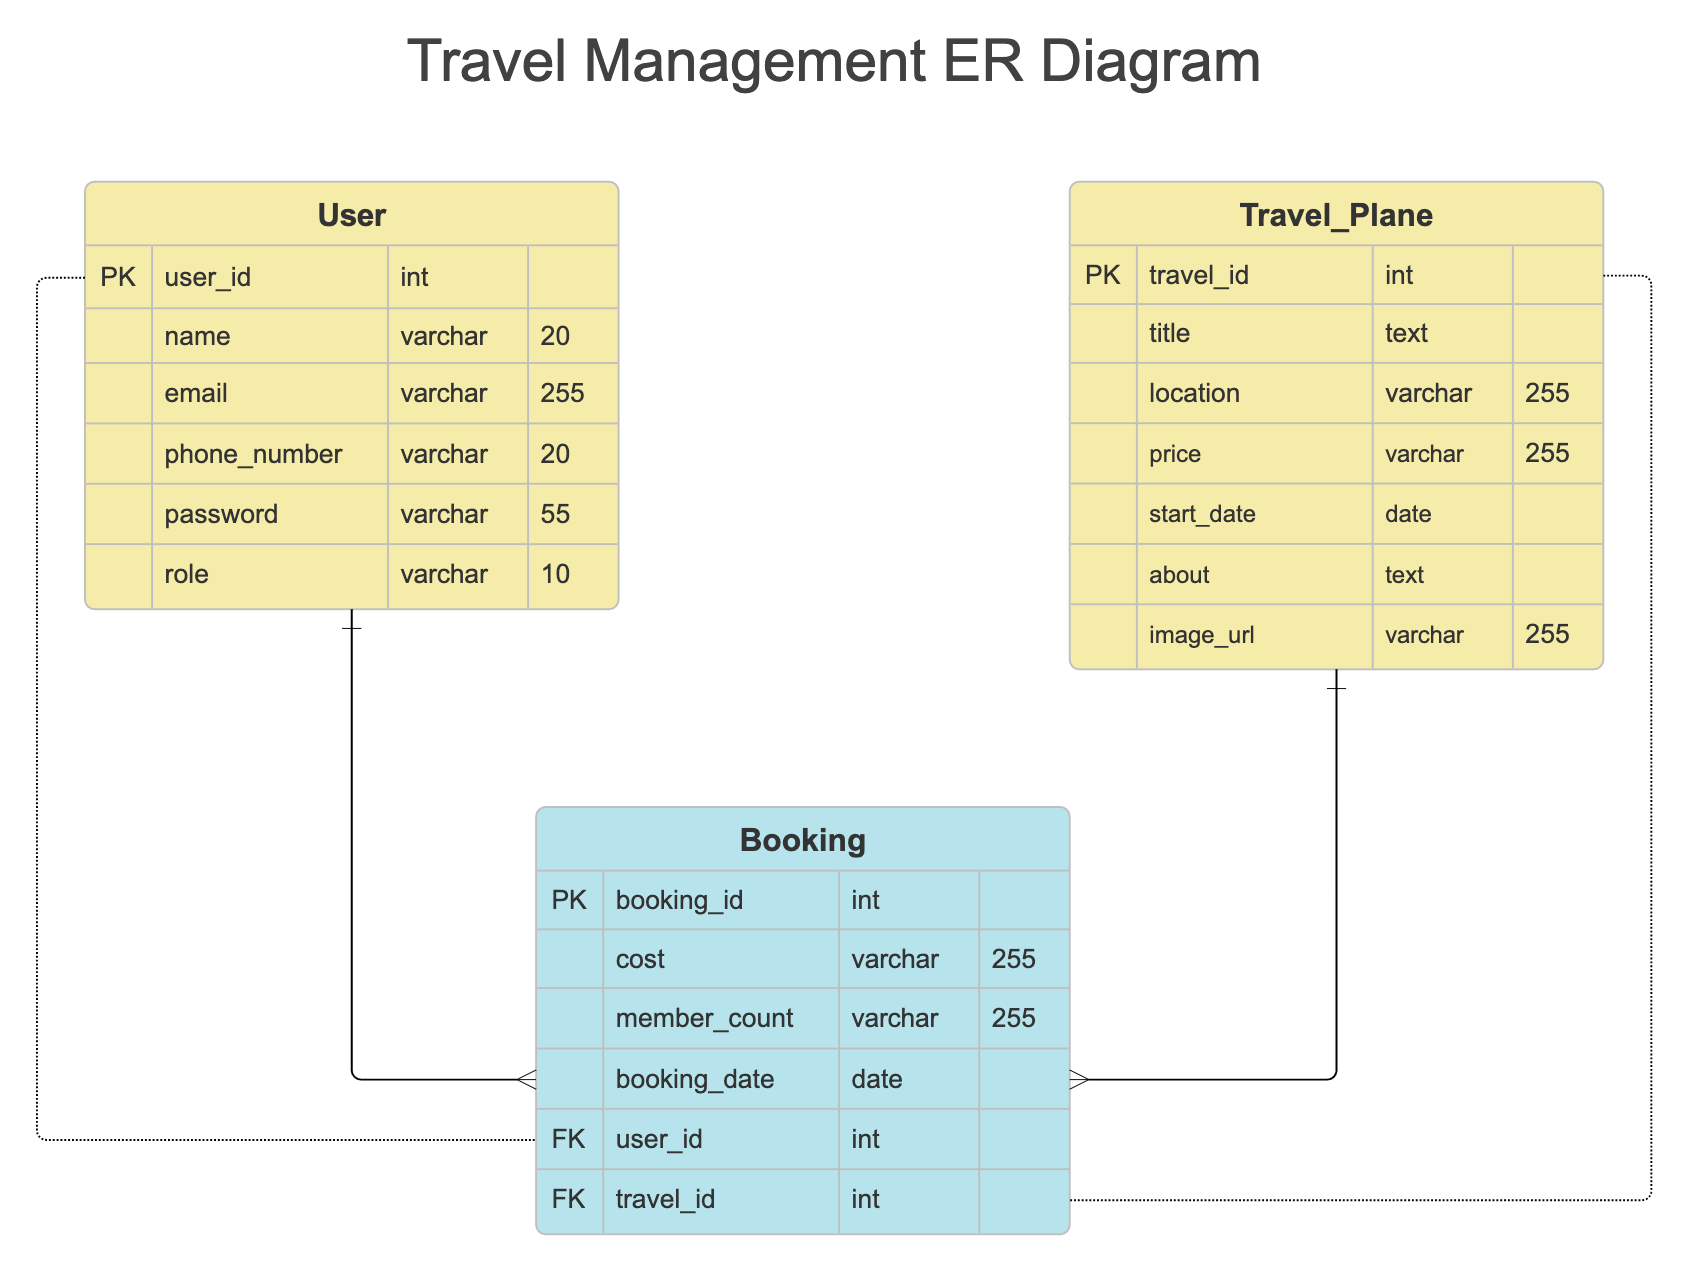 Travel Management ER Diagram
User
PK user_id int
name varchar 20
email varchar 255
phone_number varchar 20
password varchar 55
role varchar 10
Travel_Plane
PK travel_id int
title text
location varchar 255
price varchar 255
start_date date
about text
image_url varchar 255
Booking
PK booking_id int
cost varchar 255
member_count varchar 255
booking_date date
FK user_id int
FK travel_id int